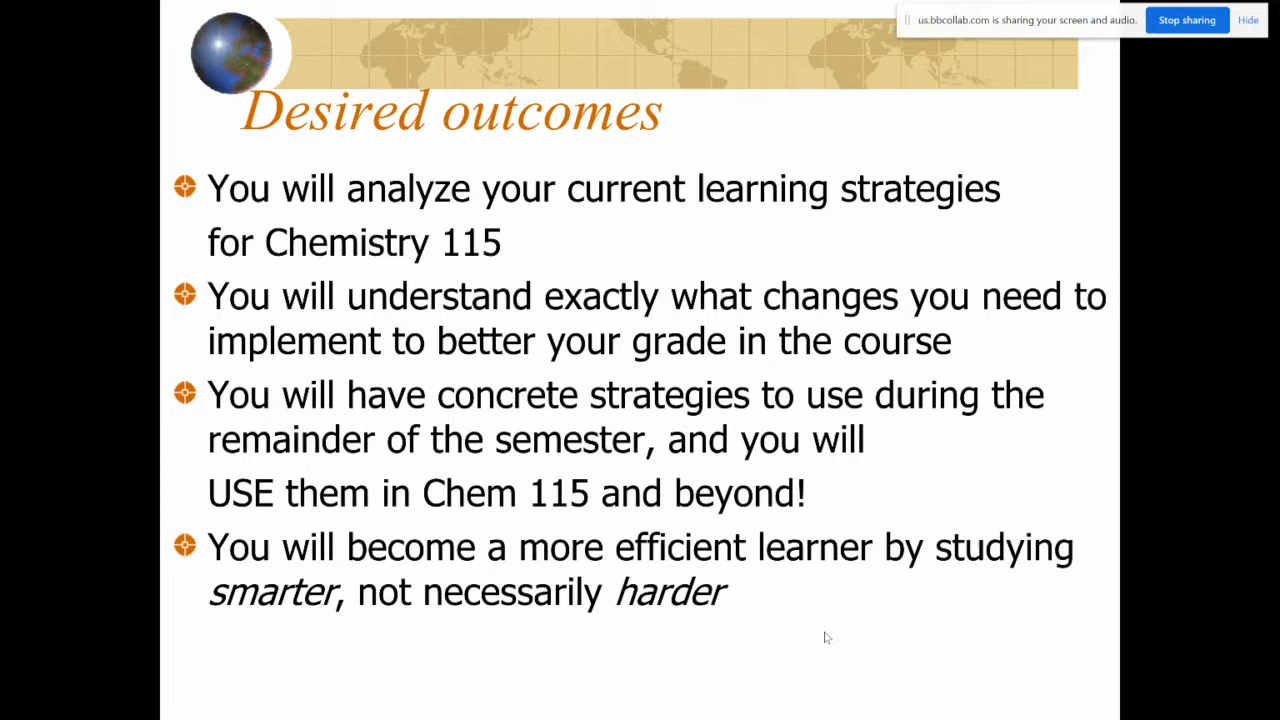 us.bbcollab.com is sharing your screen and audio. Stop sharing Hide
Desired outcomes
You will analyze your current learning strategies
for Chemistry 115
You will understand exactly what changes you need to
implement to better your grade in the course
You will have concrete strategies to use during the
remainder of the semester, and you will
USE them in Chem 115 and beyond!
You will become a more efficient learner by studying
smarter, not necessarily harder